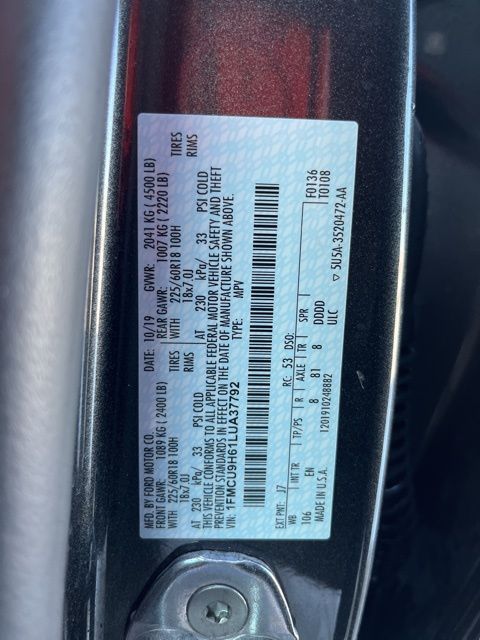 MFD. BY FORD MOTOR CO. DATE: 10/19 GVWR: 2041 KG ( 4500 LB)
FRONT GAWR: 1089 KG ( 2400 LB) REAR GAWR: 1007 KG ( 2220 LB)
WITH 225/60R18 100H TIRES WITH 225/60R18 100H TIRES
18x7.0J RIMS 18x7.0J RIMS
AT 230 kPa/ 33 PSI COLD AT 230 kPa/ 33 PSI COLD
THIS VEHICLE CONFORMS TO ALL APPLICABLE FEDERAL MOTOR VEHICLE SAFETY AND THEFT
PREVENTION STANDARDS IN EFFECT ON THE DATE OF MANUFACTURE SHOWN ABOVE.
VIN: 1FMCU9H61LUA37792 TYPE: MPV
F0136
T0108
EXT PNT: J7 RC: 53 DSO:
WB INT TR TP/PS R AXLE TR SPR
106 EN 8 81 8 DDDD
ULC
MADE IN U.S.A. 1201910248882 ▽ 5U5A-3520472-AA